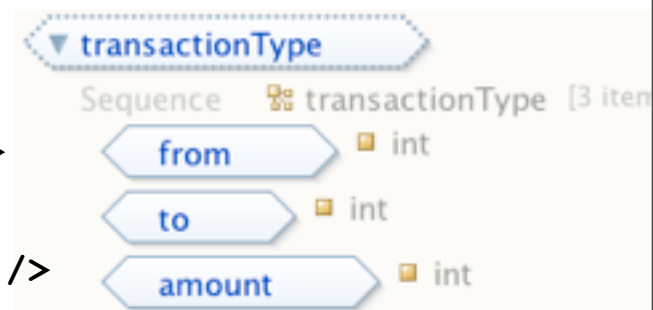 transactionType
Sequence transactionType [3 item
from int
to int
/> amount int